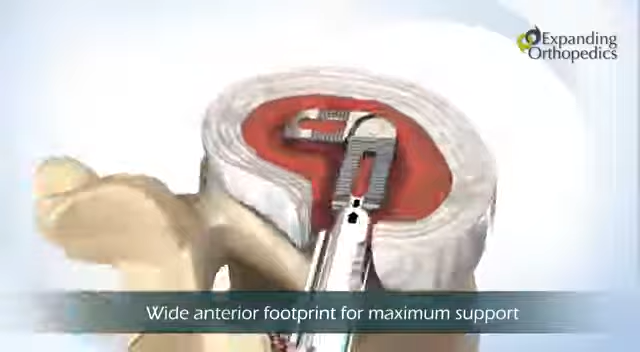 Expanding
Orthopedics
Wide anterior footprint for maximum support